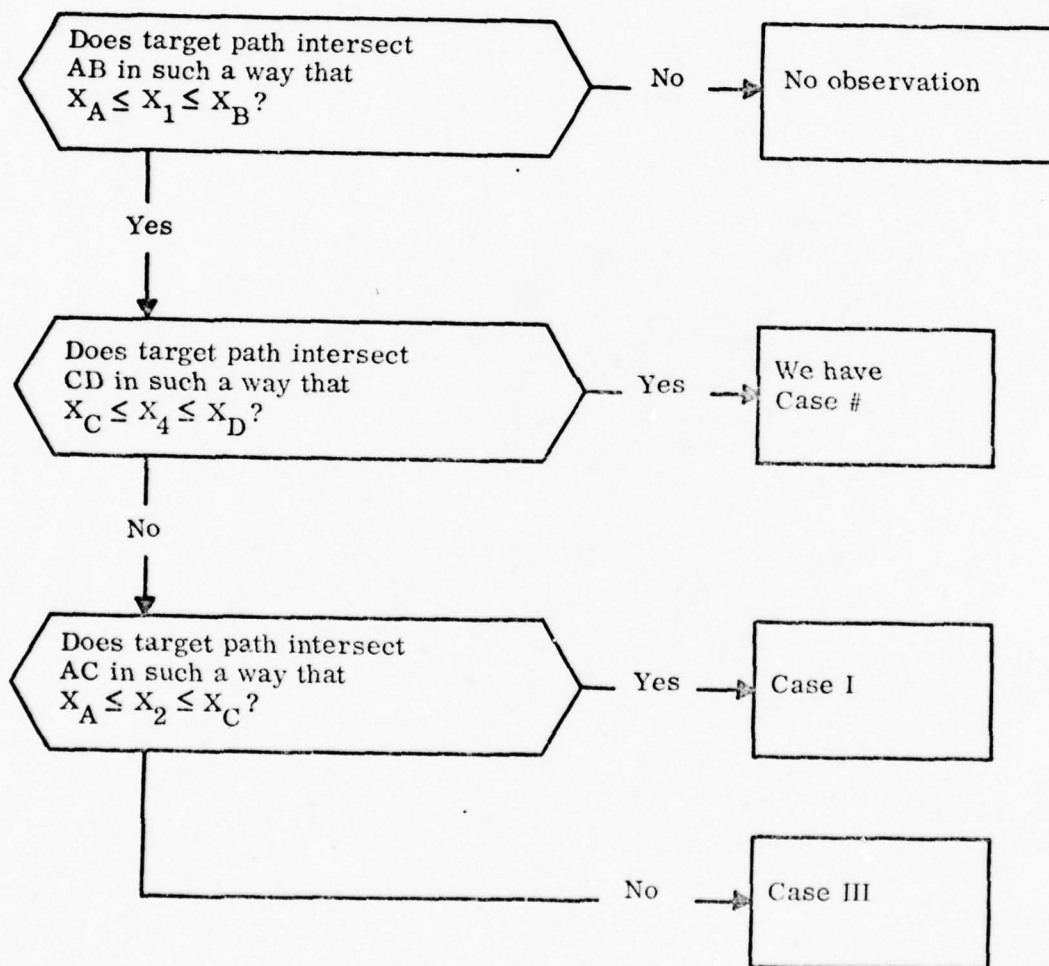 Does target path intersect
AB in such a way that
X_A ≤ X_1 ≤ X_B?
No
No observation
Yes
Does target path intersect
CD in such a way that
X_C ≤ X_4 ≤ X_D?
Yes
We have
Case #
No
Does target path intersect
AC in such a way that
X_A ≤ X_2 ≤ X_C?
Yes
Case I
No
Case III